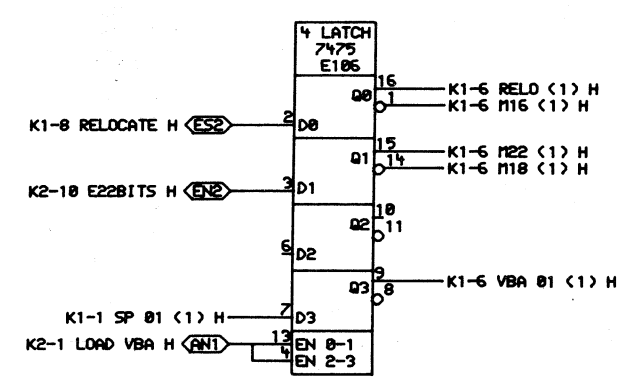 4 LATCH
7475
E106
16
Q0 K1-6 RELO (1) H
1
K1-6 M16 (1) H
2
K1-8 RELOCATE H ES2 D0
15
Q1 K1-6 M22 (1) H
14
K1-6 M18 (1) H
3
K2-10 E22BITS H EN2 D1
10
Q2
11
6
D2
9
Q3 K1-6 VBA 01 (1) H
8
7
K1-1 SP 01 (1) H D3
13
K2-1 LOAD VBA H AN1 EN 0-1
4
EN 2-3